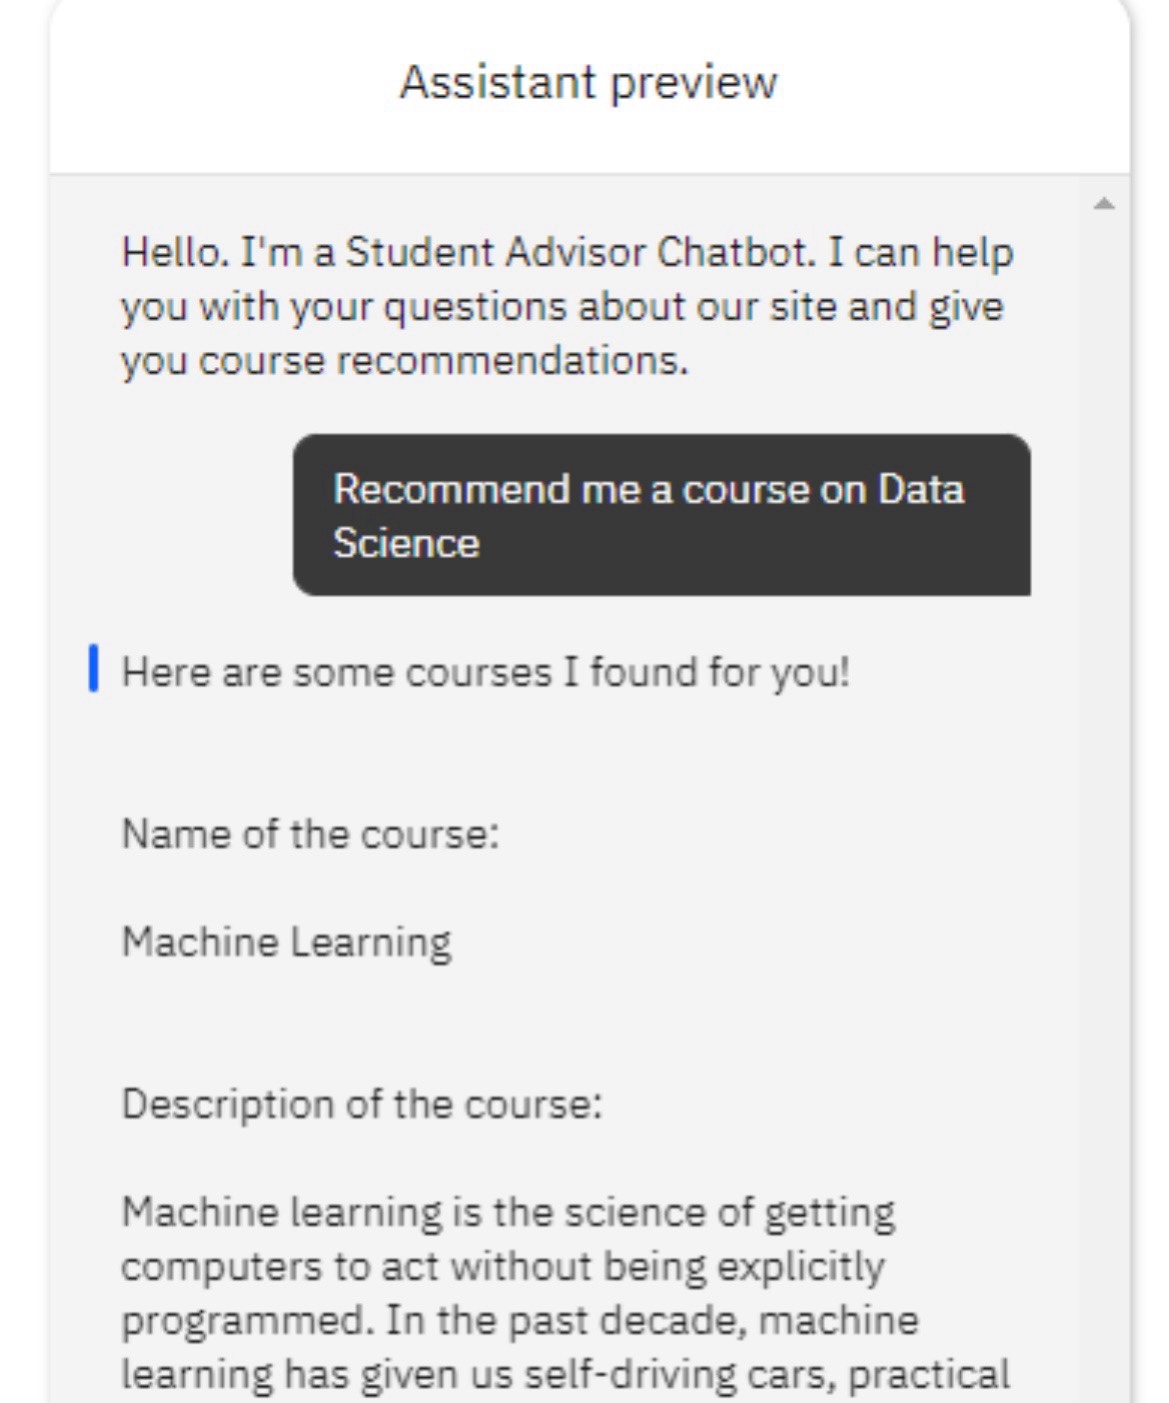 Assistant preview
Hello. I'm a Student Advisor Chatbot. I can help
you with your questions about our site and give
you course recommendations.
Recommend me a course on Data
Science
Here are some courses I found for you!
Name of the course:
Machine Learning
Description of the course:
Machine learning is the science of getting
computers to act without being explicitly
programmed. In the past decade, machine
learning has given us self-driving cars, practical